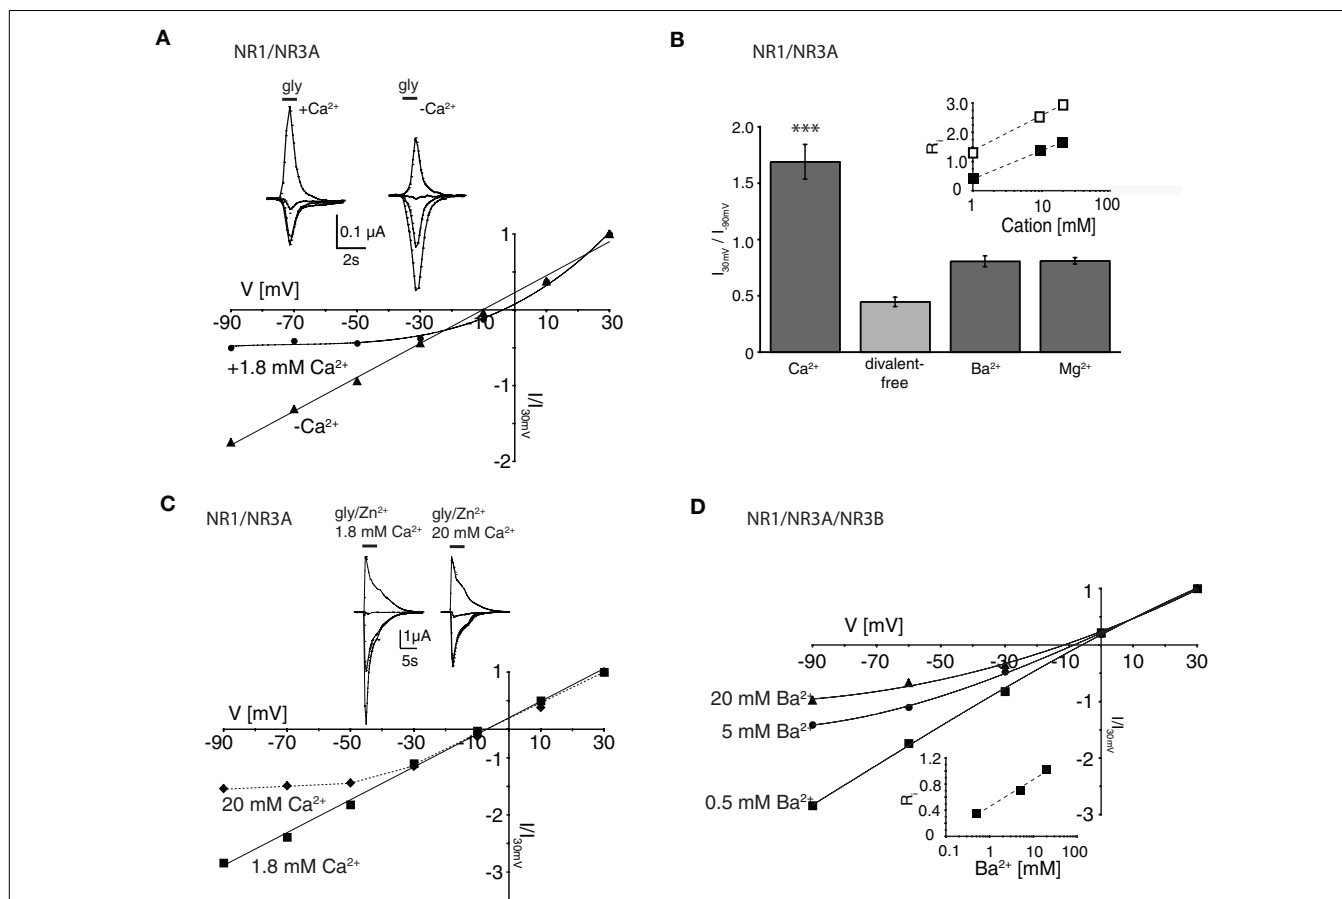 A
NR1/NR3A
gly
+Ca²⁺
gly
-Ca²⁺
0.1 µA
2s
V [mV]
-90 -70 -50 -30 -10 10 30
1
-1
-2
+1.8 mM Ca²⁺
-Ca²⁺
I/I30mV
B
NR1/NR3A
***
2.0
1.5
1.0
0.5
0
I30mV / I-90mV
Ca²⁺
divalent-
free
Ba²⁺
Mg²⁺
3.0
2.0
1.0
0
Ri
1 10 100
Cation [mM]
C
NR1/NR3A
gly/Zn²⁺
1.8 mM Ca²⁺
gly/Zn²⁺
20 mM Ca²⁺
1µA
5s
V [mV]
-90 -70 -50 -30 -10 10 30
1
-1
-2
-3
20 mM Ca²⁺
1.8 mM Ca²⁺
I/I30mV
D
NR1/NR3A/NR3B
V [mV]
-90 -70 -50 -30 -10 10 30
1
-1
-2
-3
20 mM Ba²⁺
5 mM Ba²⁺
0.5 mM Ba²⁺
I/I30mV
1.2
0.8
0.4
0
Ri
0.1 1 10 100
Ba²⁺ [mM]